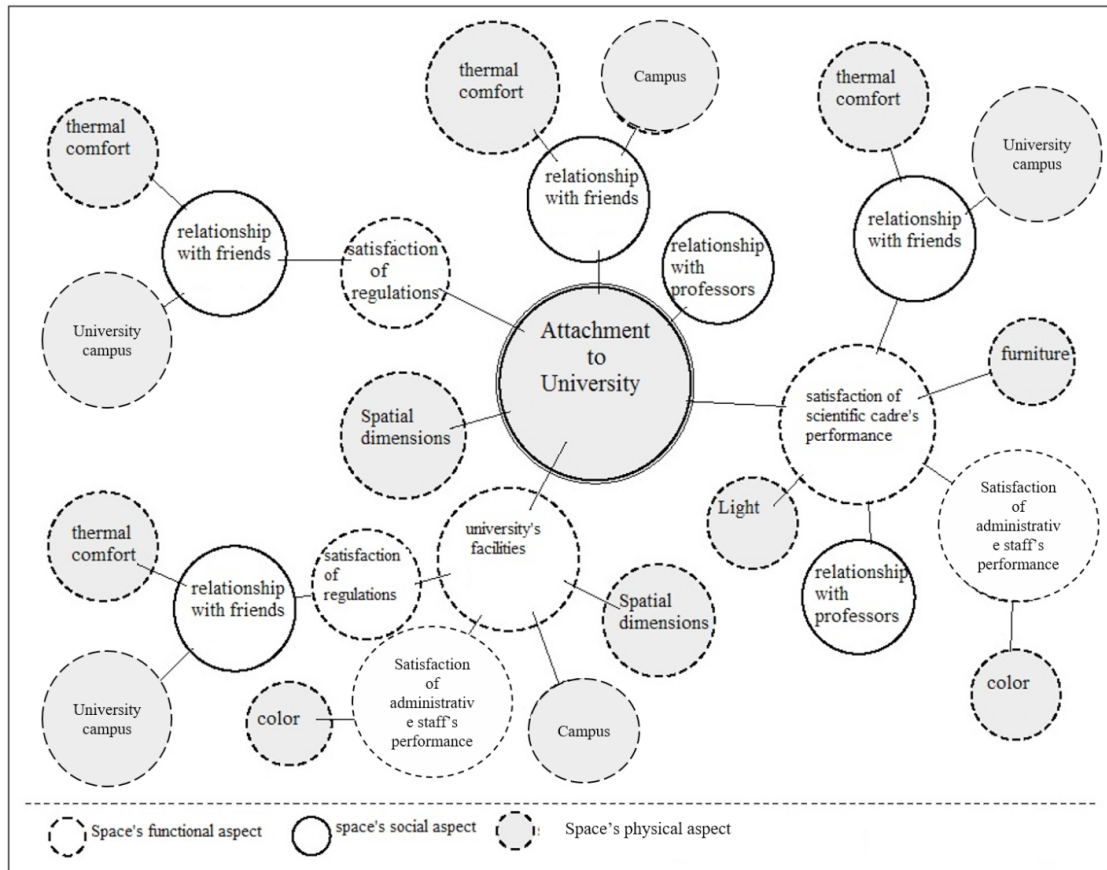 thermal
comfort
Campus
thermal
comfort
University
campus
thermal
comfort
relationship
with friends
relationship
with friends
relationship
with friends
satisfaction
of
regulations
relationship
with
professors
University
campus
Attachment
to
University
furniture
Spatial
dimensions
satisfaction of
scientific cadre's
performance
Light
Satisfaction
of
administrativ
e staff's
performance
thermal
comfort
satisfaction
of
regulations
university's
facilities
relationship
with friends
Spatial
dimensions
relationship
with
professors
University
campus
color
Satisfaction
of
administrativ
e staff's
performance
Campus
color
Space's functional aspect
space's social aspect
:
Space's physical aspect